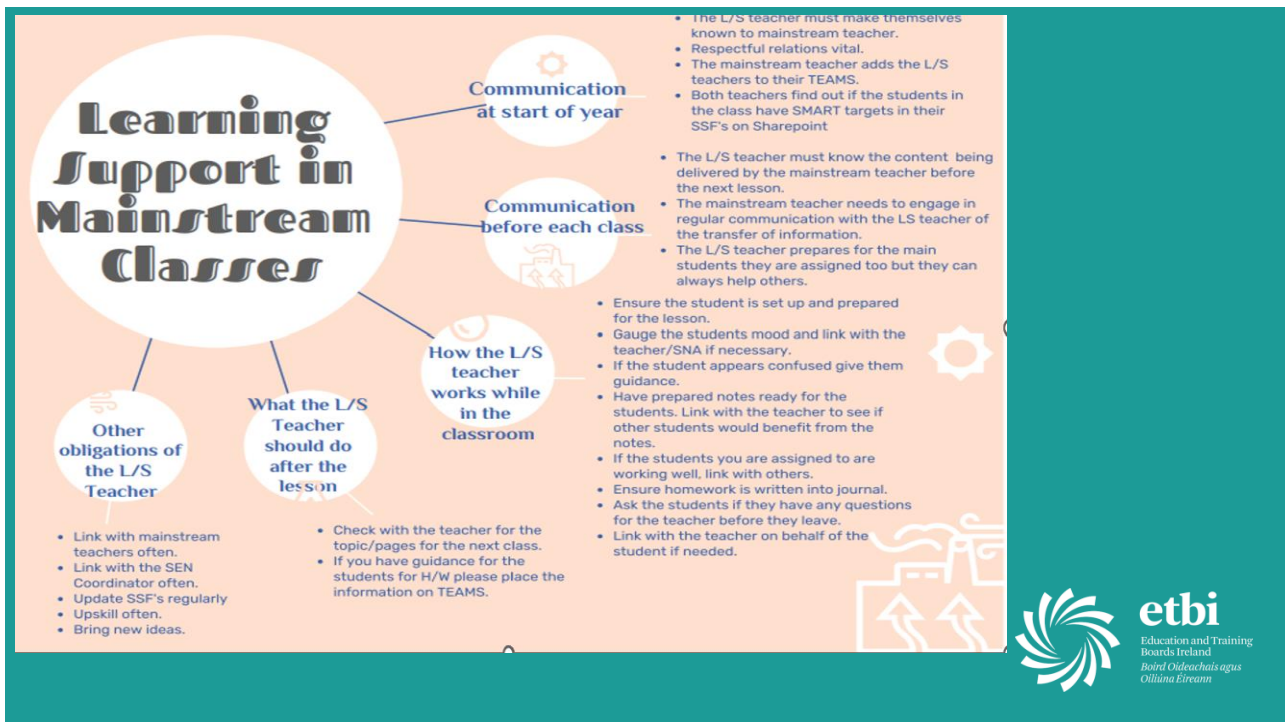 Learning
Support in
Mainstream
Classes
Communication
at start of year
• The L/S teacher must make themselves
known to mainstream teacher.
• Respectful relations vital.
• The mainstream teacher adds the L/S
teachers to their TEAMS.
• Both teachers find out if the students in
the class have SMART targets in their
SSF's on Sharepoint
Communication
before each class
• The L/S teacher must know the content being
delivered by the mainstream teacher before
the next lesson.
• The mainstream teacher needs to engage in
regular communication with the LS teacher of
the transfer of information.
• The L/S teacher prepares for the main
students they are assigned too but they can
always help others.
How the L/S
teacher
works while
in the
classroom
• Ensure the student is set up and prepared
for the lesson.
• Gauge the students mood and link with the
teacher/SNA if necessary.
• If the student appears confused give them
guidance.
• Have prepared notes ready for the
students. Link with the teacher to see if
other students would benefit from the
notes.
• If the students you are assigned to are
working well, link with others.
• Ensure homework is written into journal.
• Ask the students if they have any questions
for the teacher before they leave.
• Link with the teacher on behalf of the
student if needed.
What the L/S
Teacher
should do
after the
lesson
• Check with the teacher for the
topic/pages for the next class.
• If you have guidance for the
students for H/W please place the
information on TEAMS.
Other
obligations of
the L/S
Teacher
• Link with mainstream
teachers often.
• Link with the SEN
Coordinator often.
• Update SSF's regularly
• Upskill often.
• Bring new ideas.
etbi
Education and Training
Boards Ireland
Boird Oideachais agus
Oiliúna Éireann